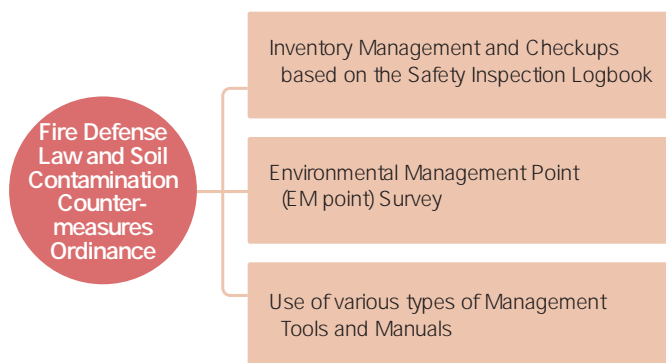 Fire Defense
Law and Soil
Contamination
Counter-
measures
Ordinance
Inventory Management and Checkups
based on the Safety Inspection Logbook
Environmental Management Point
(EM point) Survey
Use of various types of Management
Tools and Manuals